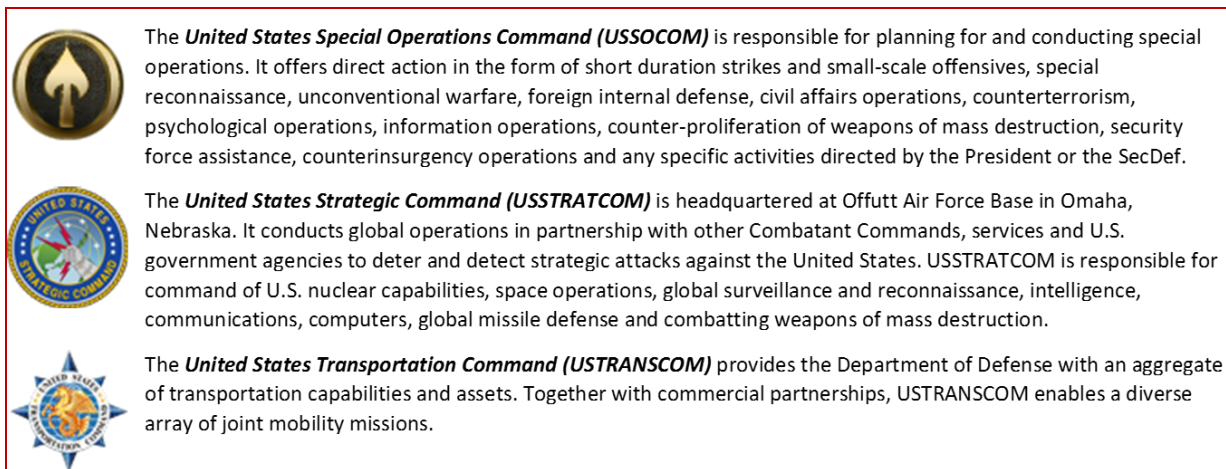 The United States Special Operations Command (USSOCOM) is responsible for planning for and conducting special
operations. It offers direct action in the form of short duration strikes and small-scale offensives, special
reconnaissance, unconventional warfare, foreign internal defense, civil affairs operations, counterterrorism,
psychological operations, information operations, counter-proliferation of weapons of mass destruction, security
force assistance, counterinsurgency operations and any specific activities directed by the President or the SecDef.
UNITED STATES
STRATEGIC COMMAND
The United States Strategic Command (USSTRATCOM) is headquartered at Offutt Air Force Base in Omaha,
Nebraska. It conducts global operations in partnership with other Combatant Commands, services and U.S.
government agencies to deter and detect strategic attacks against the United States. USSTRATCOM is responsible for
command of U.S. nuclear capabilities, space operations, global surveillance and reconnaissance, intelligence,
communications, computers, global missile defense and combatting weapons of mass destruction.
UNITED STATES
TRANSPORTATION COMMAND
The United States Transportation Command (USTRANSCOM) provides the Department of Defense with an aggregate
of transportation capabilities and assets. Together with commercial partnerships, USTRANSCOM enables a diverse
array of joint mobility missions.